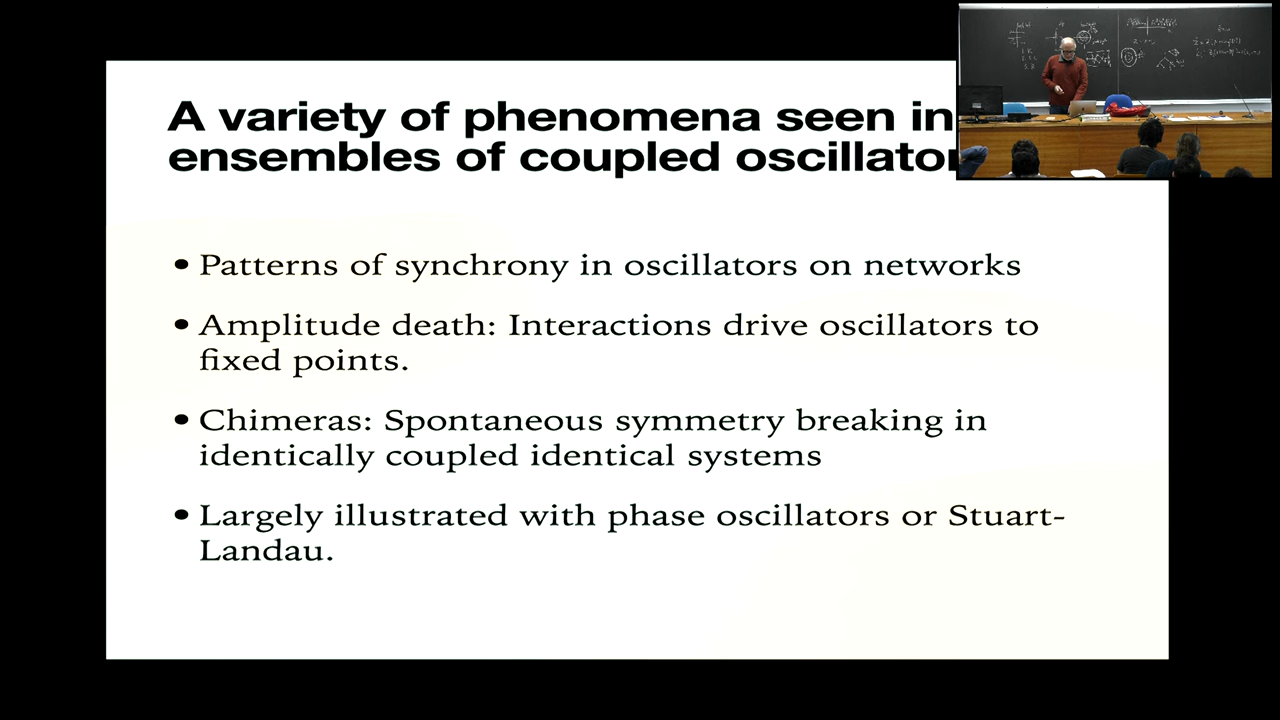 A variety of phenomena seen in
ensembles of coupled
• Patterns of synchrony in oscillators on networks
• Amplitude death: Interactions drive oscillators to
fixed points.
• Chimeras: Spontaneous symmetry breaking in
identically coupled identical systems
• Largely illustrated with phase oscillators or Stuart-
Landau.